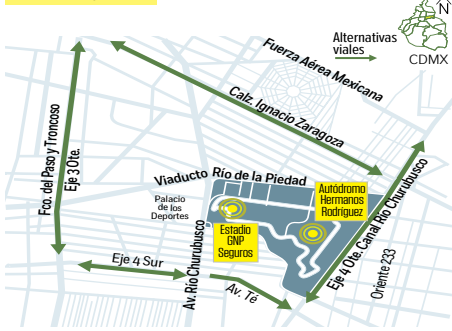 N
Alternativas
viales
CDMX
Fuerza Aérea Mexicana
Calz. Ignacio Zaragoza
Fco. del Paso y Troncoso
Eje 3 Ote.
Viaducto Río de la Piedad
Palacio
de los
Deportes
Autódromo
Hermanos
Rodríguez
Estadio
GNP
Seguros
Av. Río Churubusco
Eje 4 Ote. Canal Río Churubusco
Oriente 233
Eje 4 Sur
Av. Té